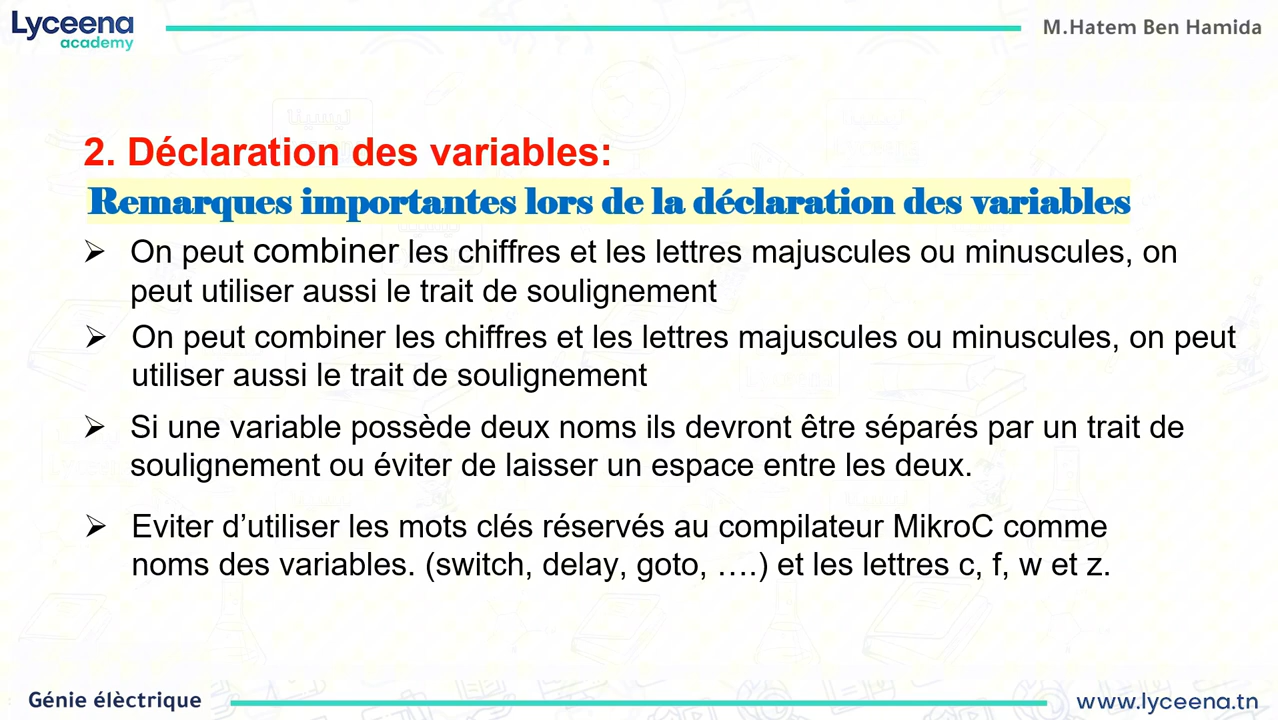 Lyceena
academy
M.Hatem Ben Hamida
2. Déclaration des variables:
Remarques importantes lors de la déclaration des variables
➢ On peut combiner les chiffres et les lettres majuscules ou minuscules, on
peut utiliser aussi le trait de soulignement
➢ On peut combiner les chiffres et les lettres majuscules ou minuscules, on peut
utiliser aussi le trait de soulignement
➢ Si une variable possède deux noms ils devront être séparés par un trait de
soulignement ou éviter de laisser un espace entre les deux.
➢ Eviter d’utiliser les mots clés réservés au compilateur MikroC comme
noms des variables. (switch, delay, goto, ….) et les lettres c, f, w et z.
Génie élèctrique
www.lyceena.tn